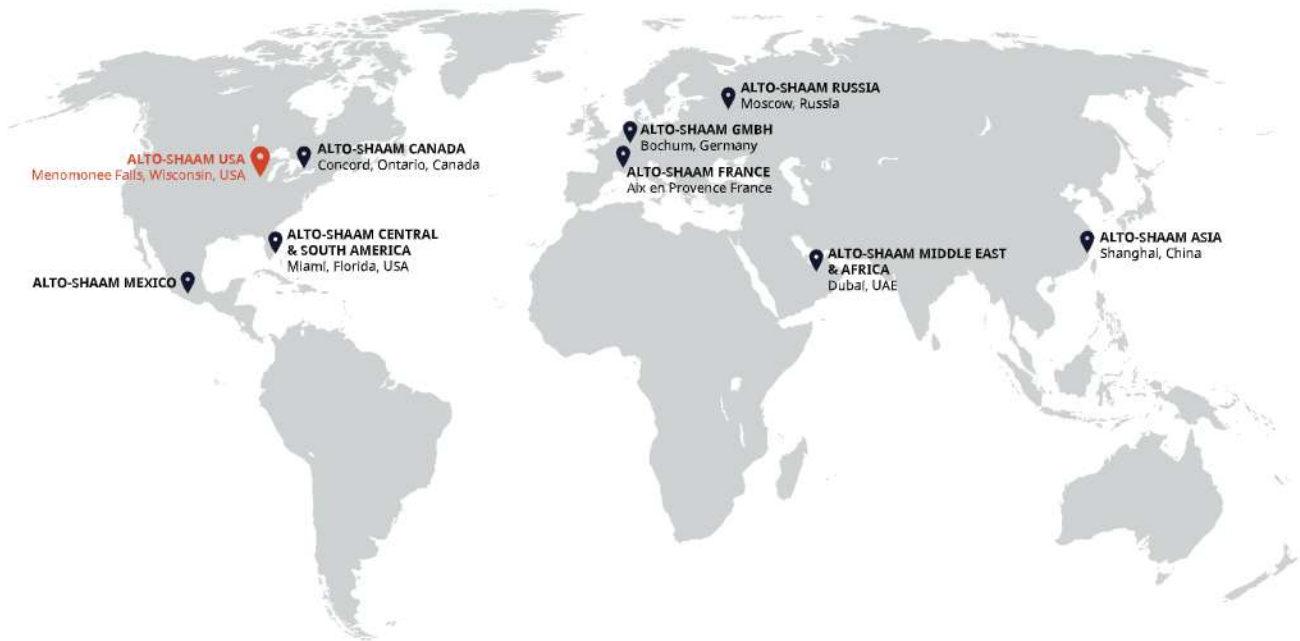 ALTO-SHAAM RUSSIA
Moscow, Russia
ALTO-SHAAM GMBH
Bochum, Germany
ALTO-SHAAM CANADA
Concord, Ontario, Canada
ALTO-SHAAM USA
Menomonee Falls, Wisconsin, USA
ALTO-SHAAM FRANCE
Aix en Provence France
ALTO-SHAAM CENTRAL
& SOUTH AMERICA
Miami, Florida, USA
ALTO-SHAAM ASIA
Shanghai, China
ALTO-SHAAM MIDDLE EAST
& AFRICA
Dubai, UAE
ALTO-SHAAM MEXICO